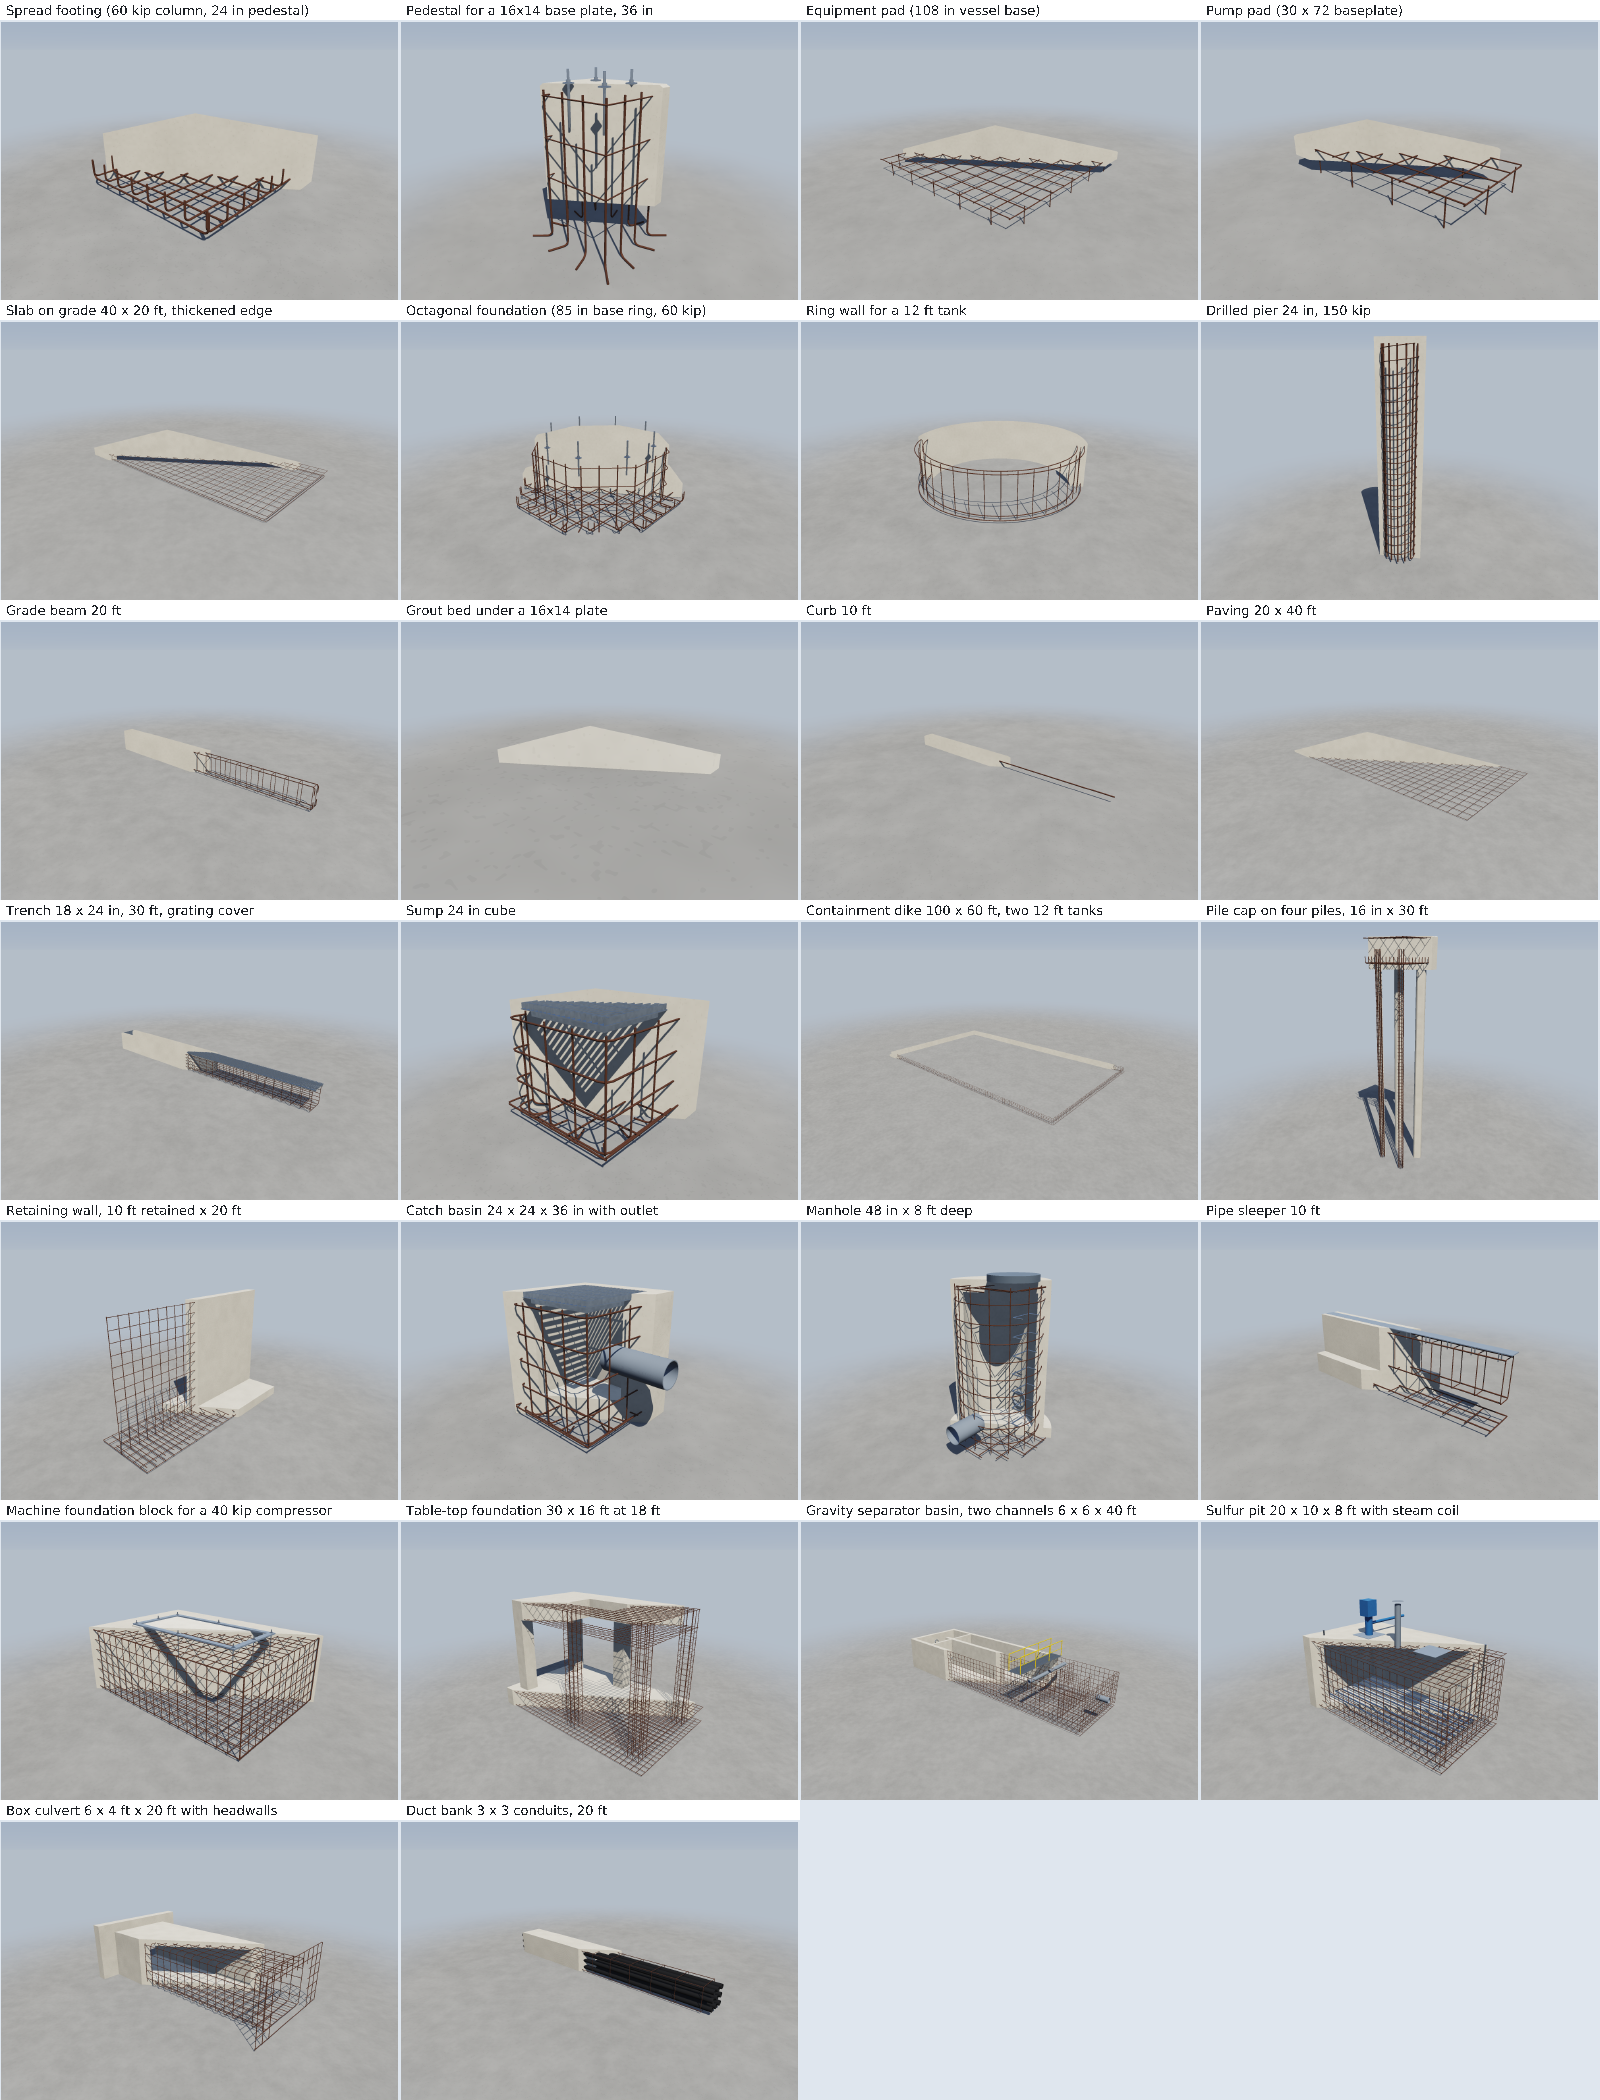 Spread footing (60 kip column, 24 in pedestal)
Pedestal for a 16x14 base plate, 36 in
Equipment pad (108 in vessel base)
Pump pad (30 x 72 baseplate)
Slab on grade 40 x 20 ft, thickened edge
Octagonal foundation (85 in base ring, 60 kip)
Ring wall for a 12 ft tank
Drilled pier 24 in, 150 kip
Grade beam 20 ft
Grout bed under a 16x14 plate
Curb 10 ft
Paving 20 x 40 ft
Trench 18 x 24 in, 30 ft, grating cover
Sump 24 in cube
Containment dike 100 x 60 ft, two 12 ft tanks
Pile cap on four piles, 16 in x 30 ft
Retaining wall, 10 ft retained x 20 ft
Catch basin 24 x 24 x 36 in with outlet
Manhole 48 in x 8 ft deep
Pipe sleeper 10 ft
Machine foundation block for a 40 kip compressor
Table-top foundation 30 x 16 ft at 18 ft
Gravity separator basin, two channels 6 x 6 x 40 ft
Sulfur pit 20 x 10 x 8 ft with steam coil
Box culvert 6 x 4 ft x 20 ft with headwalls
Duct bank 3 x 3 conduits, 20 ft